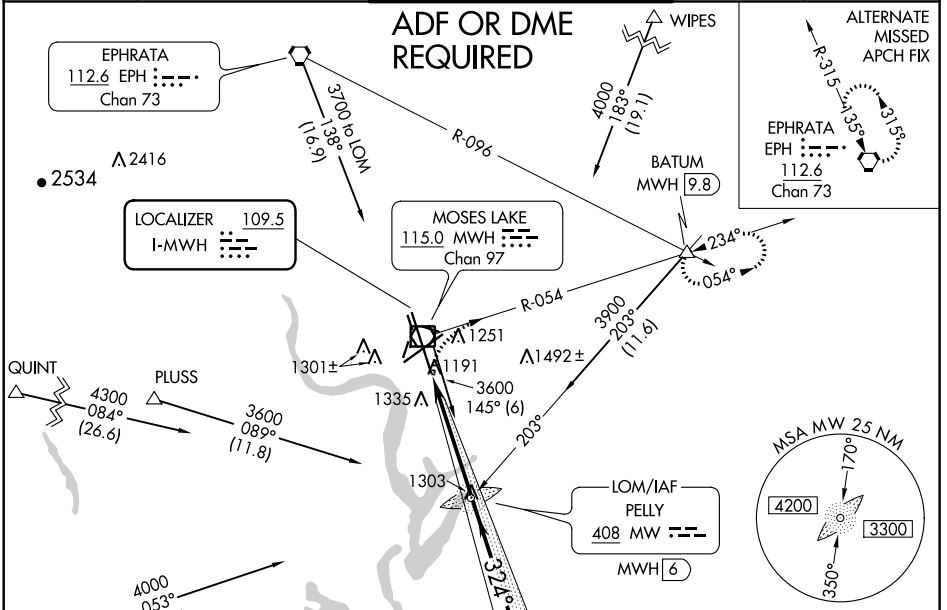 ADF OR DME
REQUIRED
EPHRATA
112.6 EPH
Chan 73
3700 to LOM
138°
(16.9)
R-096
WIPES
4000
183°
(19.1)
ALTERNATE
MISSED
APCH FIX
R-315
135°
315°
EPHRATA
EPH
112.6
Chan 73
2416
2534
LOCALIZER 109.5
I-MWH
MOSES LAKE
115.0 MWH
Chan 97
BATUM
MWH 9.8
234°
054°
R-054
3900
203°
(11.6)
203°
1251
1301±
1191
1492±
1335
3600
145° (6)
QUINT
4300
084°
(26.6)
PLUSS
3600
089°
(11.8)
1303
LOM/IAF
PELLY
408 MW
MWH 6
324°
4000
053°
MSA MW 25 NM
170°
4200
3300
350°